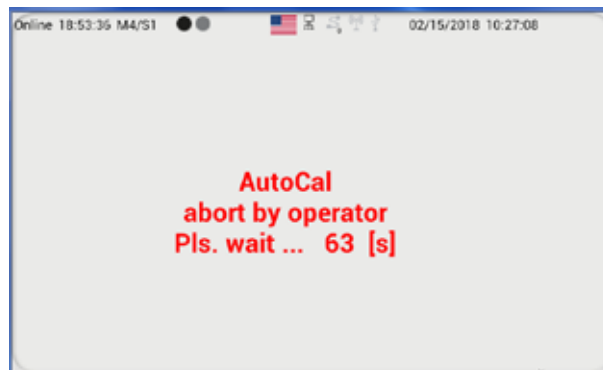 Online 18:53:36 M4/S1 02/15/2018 10:27:08
AutoCal
abort by operator
Pls. wait ... 63 [s]